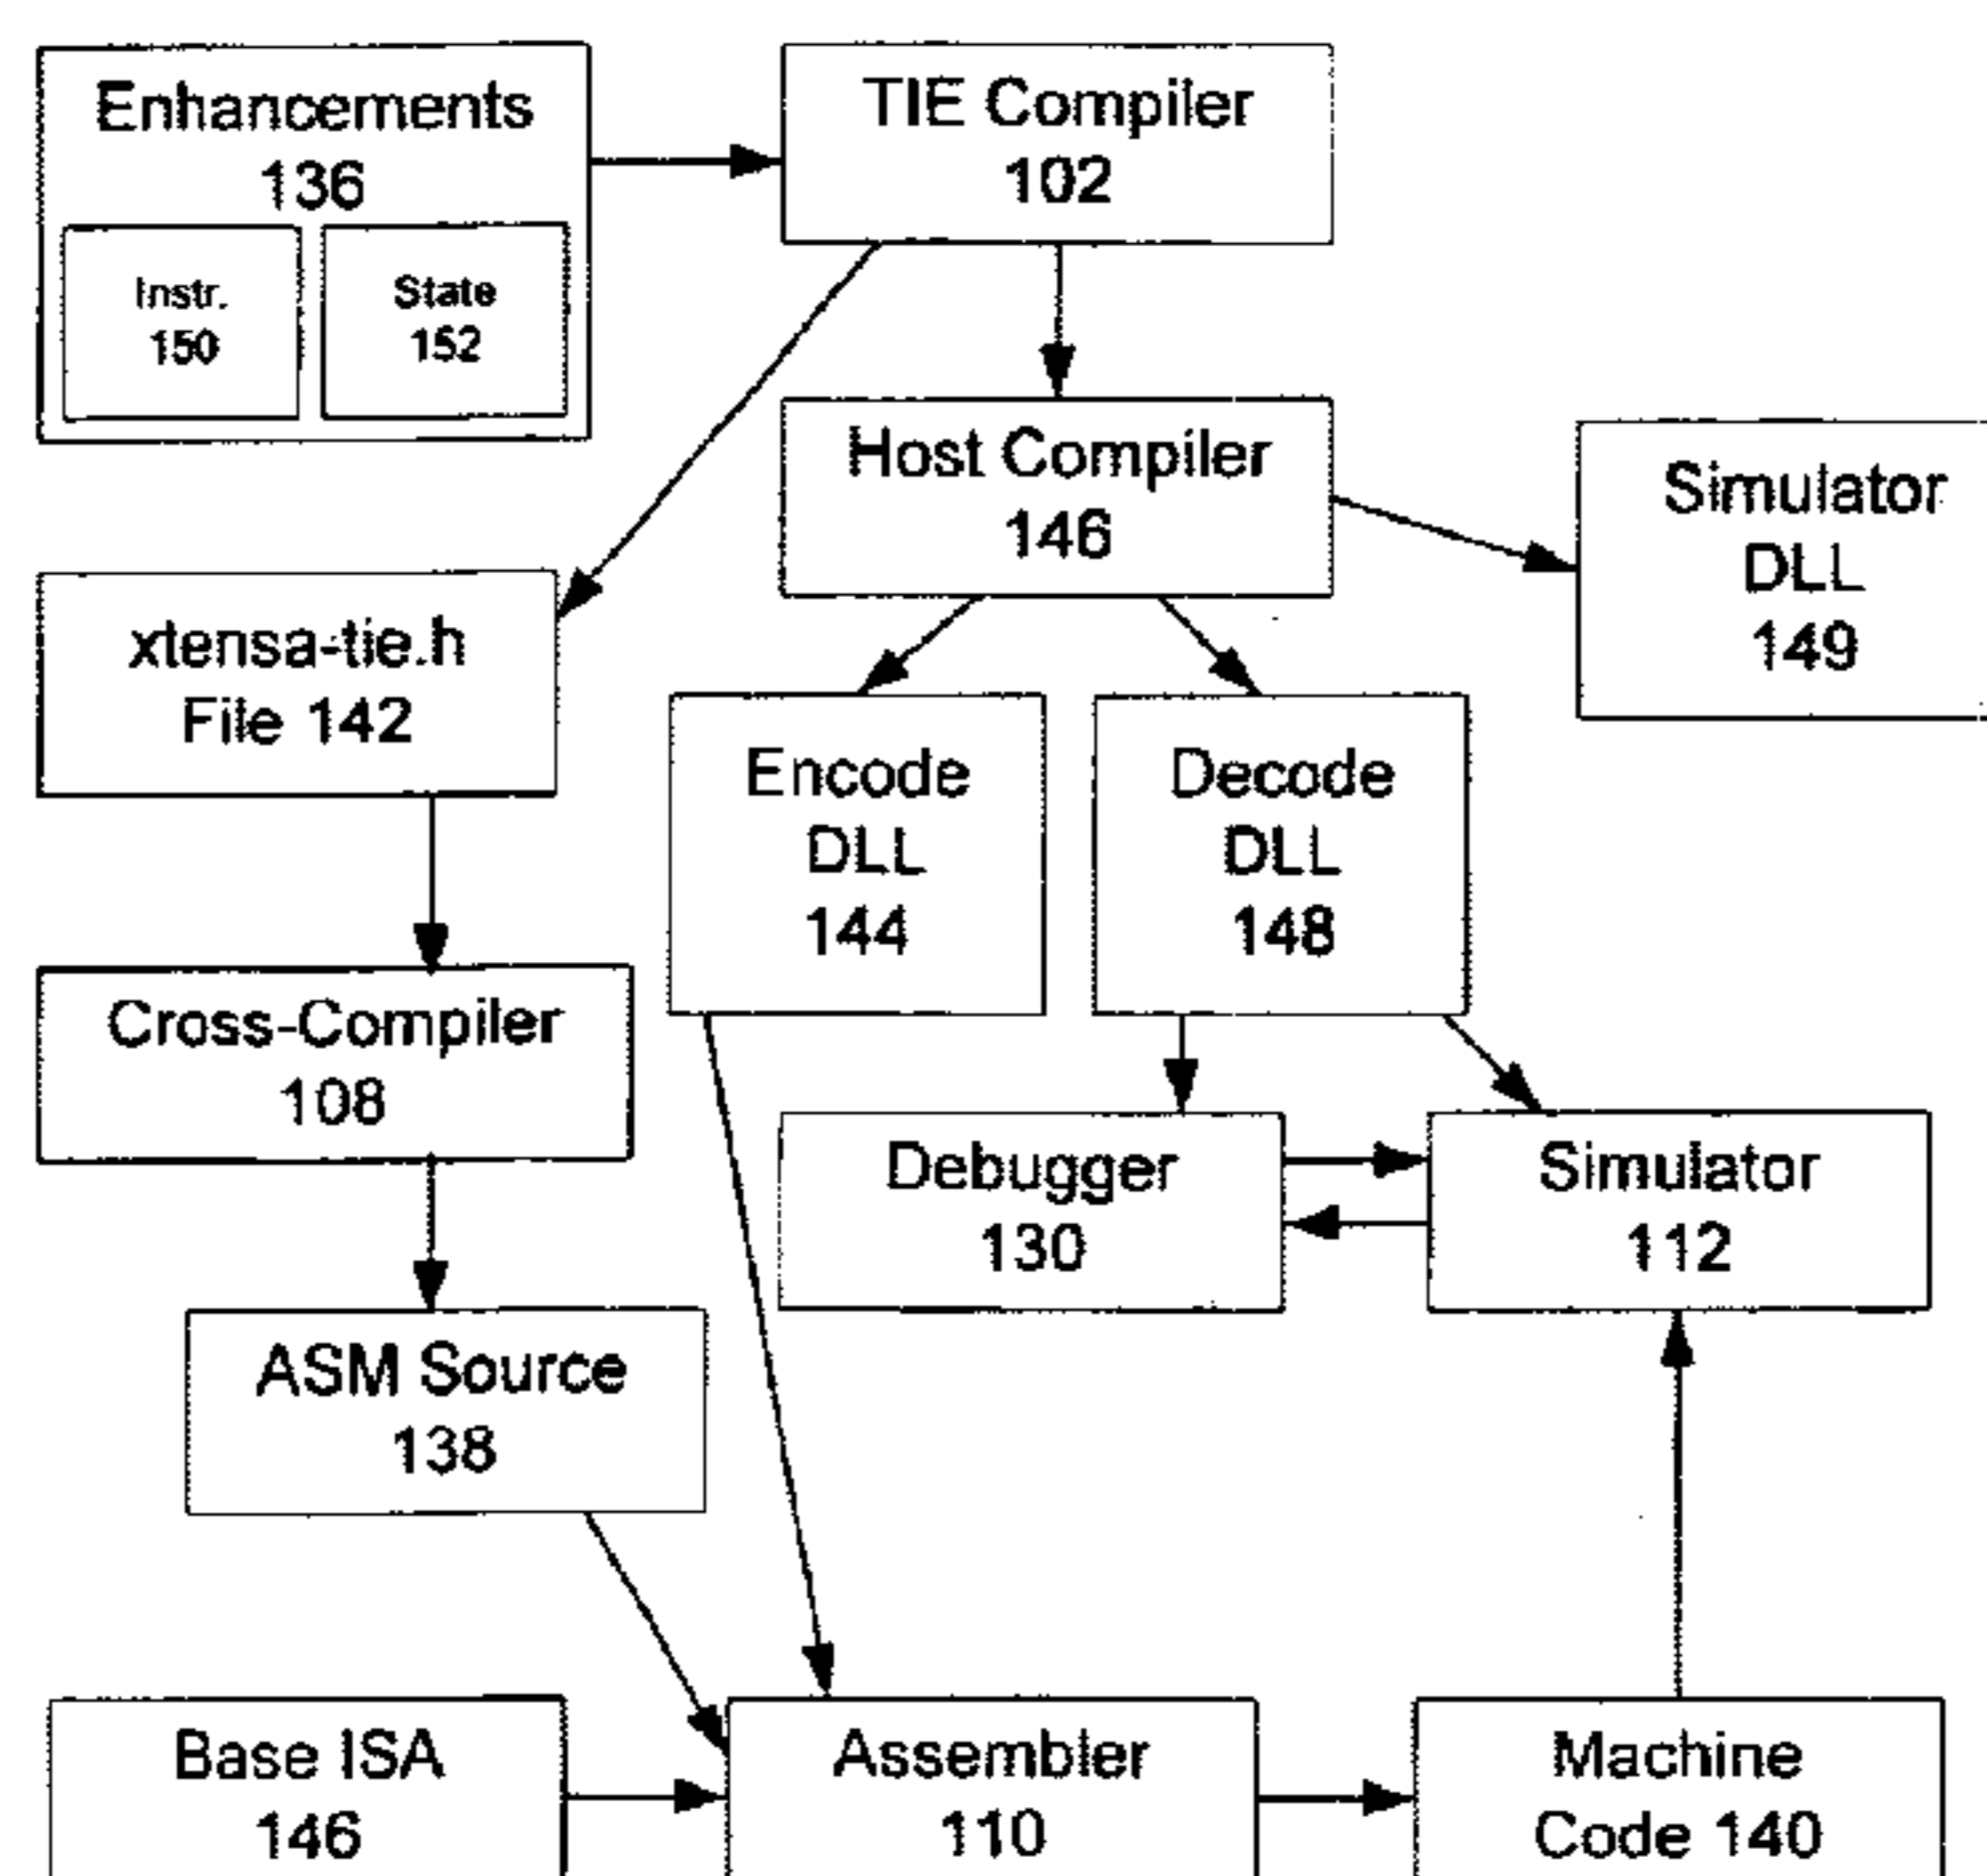 Enhancements
136
Instr.
150
State
152
TIE Compiler
102
Host Compiler
146
Simulator
DLL
149
xtensa-tie.h
File 142
Encode
DLL
144
Decode
DLL
148
Cross-Compiler
108
Debugger
130
Simulator
112
ASM Source
138
Base ISA
146
Assembler
110
Machine
Code 140